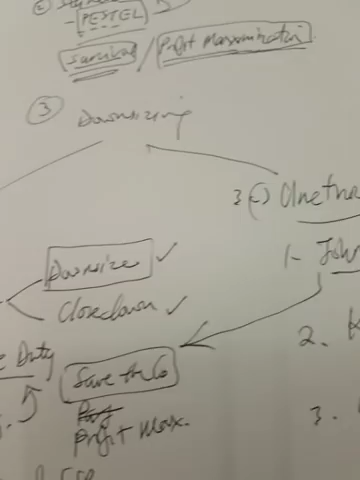 - PESTEL
Survival / Profit Maximization
③ Downsizing
3 (-) Unethi
Downsize ✓
1- Joh
Closedown ✓
Duty
Save the Co
2.
Profit Max.
3.